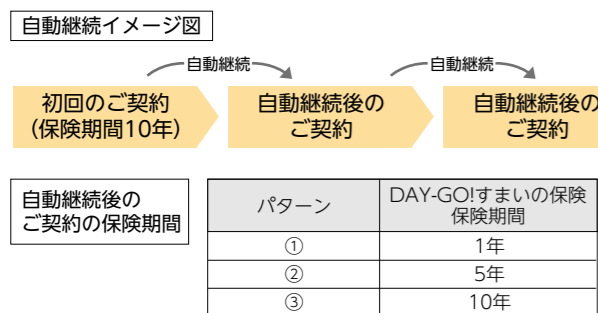 自動継続イメージ図
自動継続
自動継続
初回のご契約
(保険期間10年)
自動継続後の
ご契約
自動継続後の
ご契約
自動継続後の
ご契約の保険期間
パターン
DAY-GO!すまいの保険
保険期間
①
1年
②
5年
③
10年